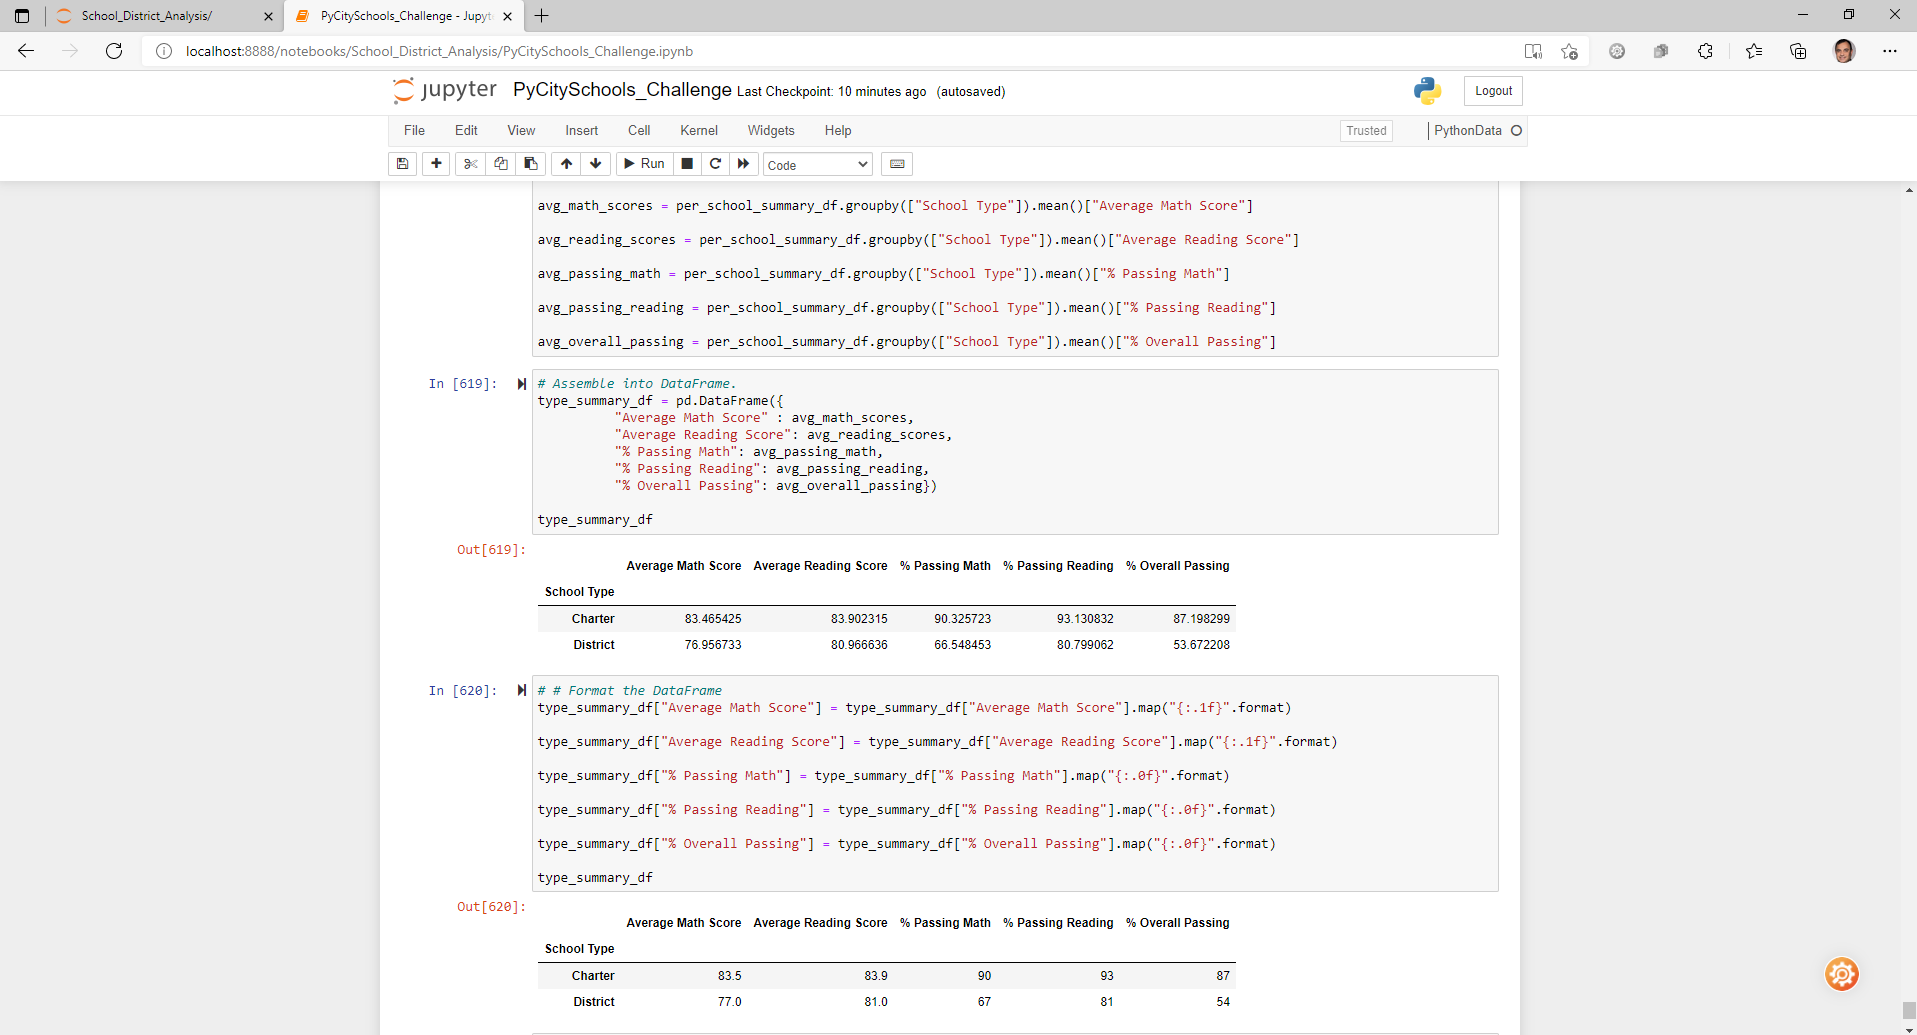 School_District_Analysis/
PyCitySchools_Challenge - Jupyt
localhost:8888/notebooks/School_District_Analysis/PyCitySchools_Challenge.ipynb
jupyter PyCitySchools_Challenge Last Checkpoint: 10 minutes ago (autosaved)
Logout
File Edit View Insert Cell Kernel Widgets Help
Trusted
PythonData
Run
Code
avg_math_scores = per_school_summary_df.groupby(["School Type"]).mean()["Average Math Score"]
avg_reading_scores = per_school_summary_df.groupby(["School Type"]).mean()["Average Reading Score"]
avg_passing_math = per_school_summary_df.groupby(["School Type"]).mean()["% Passing Math"]
avg_passing_reading = per_school_summary_df.groupby(["School Type"]).mean()["% Passing Reading"]
avg_overall_passing = per_school_summary_df.groupby(["School Type"]).mean()["% Overall Passing"]
In [619]:
# Assemble into DataFrame.
type_summary_df = pd.DataFrame({
"Average Math Score" : avg_math_scores,
"Average Reading Score": avg_reading_scores,
"% Passing Math": avg_passing_math,
"% Passing Reading": avg_passing_reading,
"% Overall Passing": avg_overall_passing})
type_summary_df
Out[619]:
Average Math Score Average Reading Score % Passing Math % Passing Reading % Overall Passing
School Type
Charter 83.465425 83.902315 90.325723 93.130832 87.198299
District 76.956733 80.966636 66.548453 80.799062 53.672208
In [620]:
# # Format the DataFrame
type_summary_df["Average Math Score"] = type_summary_df["Average Math Score"].map("{:.1f}".format)
type_summary_df["Average Reading Score"] = type_summary_df["Average Reading Score"].map("{:.1f}".format)
type_summary_df["% Passing Math"] = type_summary_df["% Passing Math"].map("{:.0f}".format)
type_summary_df["% Passing Reading"] = type_summary_df["% Passing Reading"].map("{:.0f}".format)
type_summary_df["% Overall Passing"] = type_summary_df["% Overall Passing"].map("{:.0f}".format)
type_summary_df
Out[620]:
Average Math Score Average Reading Score % Passing Math % Passing Reading % Overall Passing
School Type
Charter 83.5 83.9 90 93 87
District 77.0 81.0 67 81 54